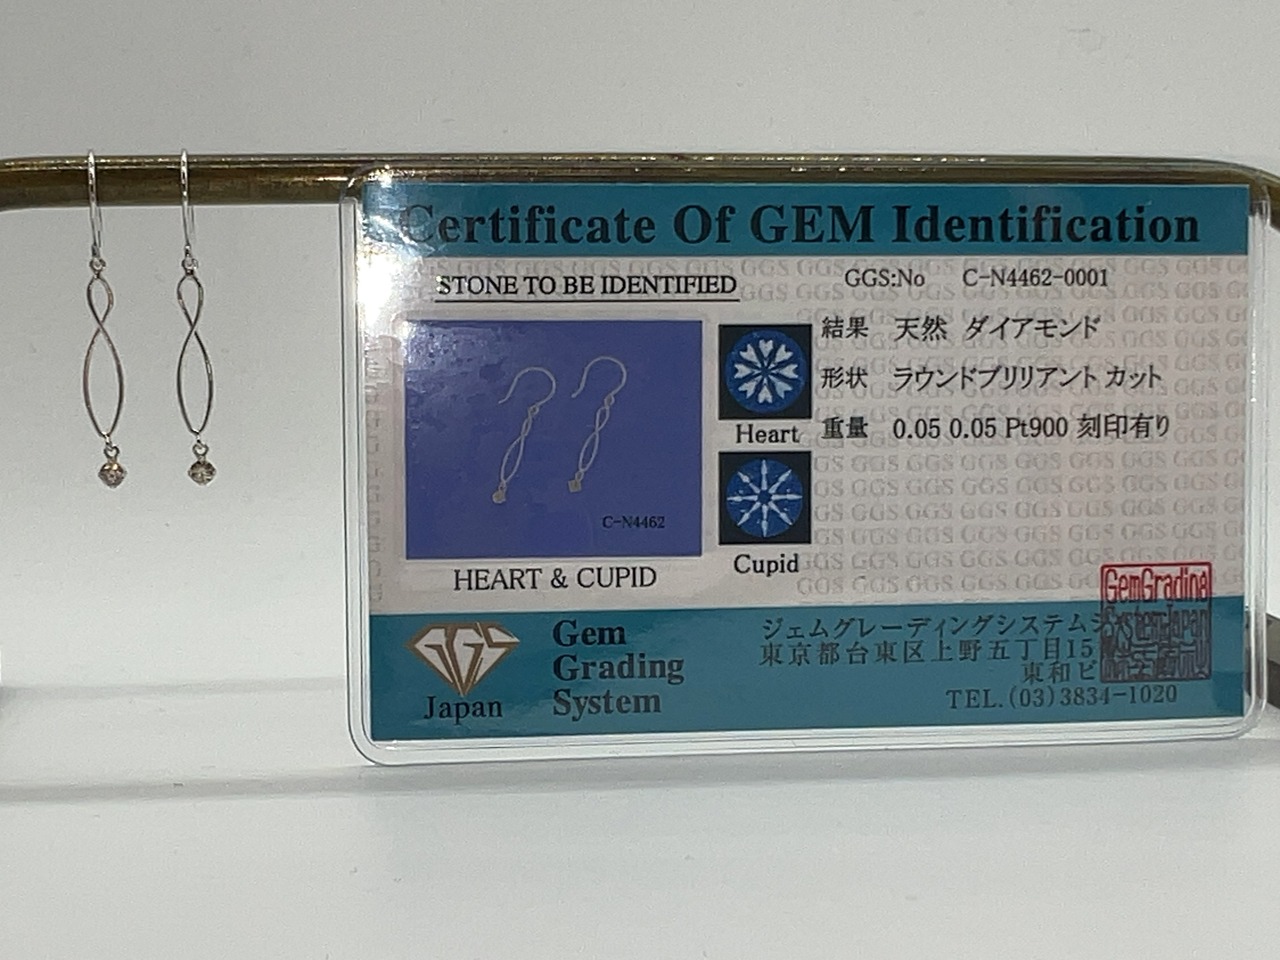 Certificate Of GEM Identification
STONE TO BE IDENTIFIED
GGS:No C-N4462-0001
結果 天然 ダイアモンド
形状 ラウンドブリリアント カット
重量 0.05 0.05 Pt900 刻印有り
Heart
Cupid
C-N4462
HEART & CUPID
GGS
Japan
Gem
Grading
System
ジェムグレーディングシステム
東京都台東区上野五丁目15
東和ビ
TEL.(03)3834-1020
GemGrading
SystemJapan